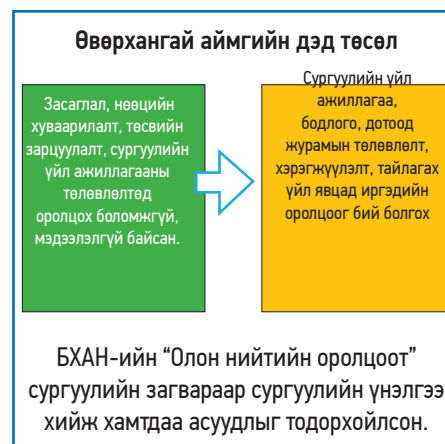 Өвөрхангай аймгийн дэд төсөл
Засаглал, нөөцийн
хуваарилалт, төсвийн
зарцуулалт, сургуулийн
үйл ажиллагааны
төлөвлөлтөд
оролцох боломжгүй,
мэдээлэлгүй байсан.
Сургуулийн үйл
ажиллагаа,
бодлого, дотоод
журамын төлөвлөлт,
хэрэгжүүлэлт, тайлагах
үйл явцад иргэдийн
оролцоог бий болгох
БХАН-ийн “Олон нийтийн оролцоот”
сургуулийн загвараар сургуулийн үнэлгээ
хийж хамтдаа асуудлыг тодорхойлсон.